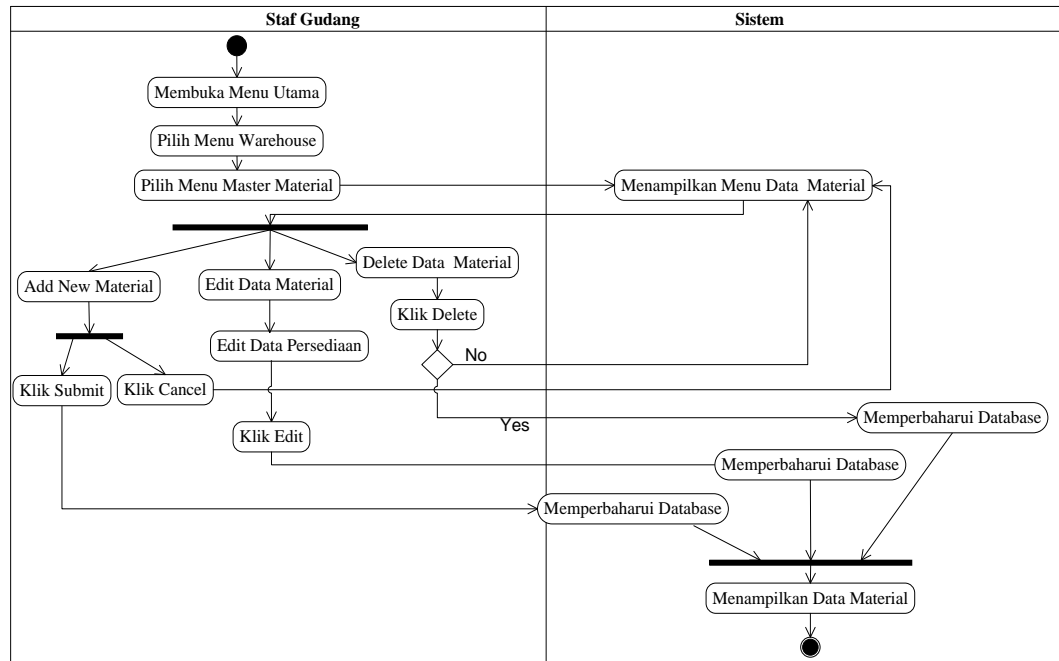 Staf Gudang
Sistem
Membuka Menu Utama
Pilih Menu Warehouse
Pilih Menu Master Material
Menampilkan Menu Data  Material
Delete Data  Material
Add New Material
Edit Data Material
Klik Delete
Edit Data Persediaan
No
Klik Submit
Klik Cancel
Yes
Memperbaharui Database
Klik Edit
Memperbaharui Database
Memperbaharui Database
Menampilkan Data Material